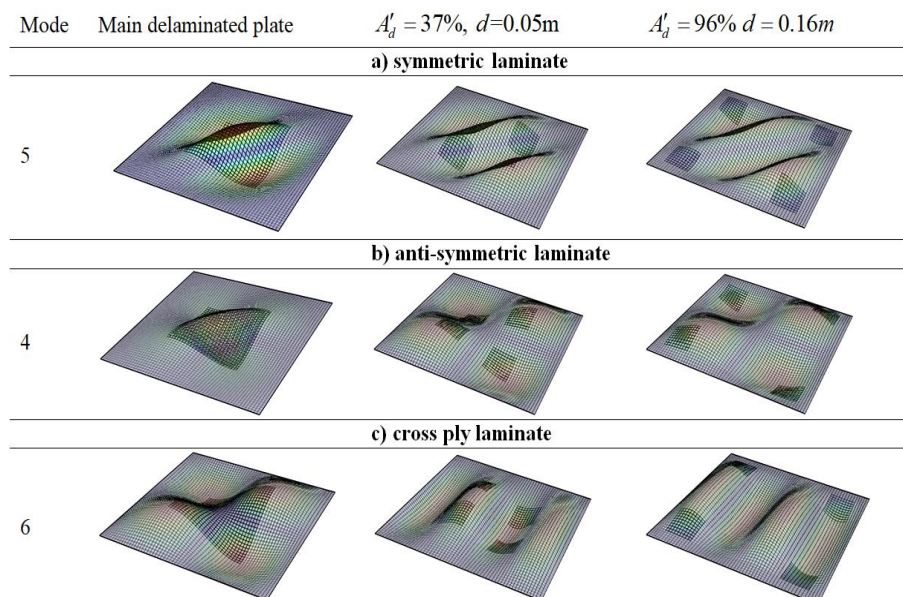 Mode Main delaminated plate A′d = 37%, d=0.05m A′d = 96% d = 0.16m
a) symmetric laminate
5
b) anti-symmetric laminate
4
c) cross ply laminate
6